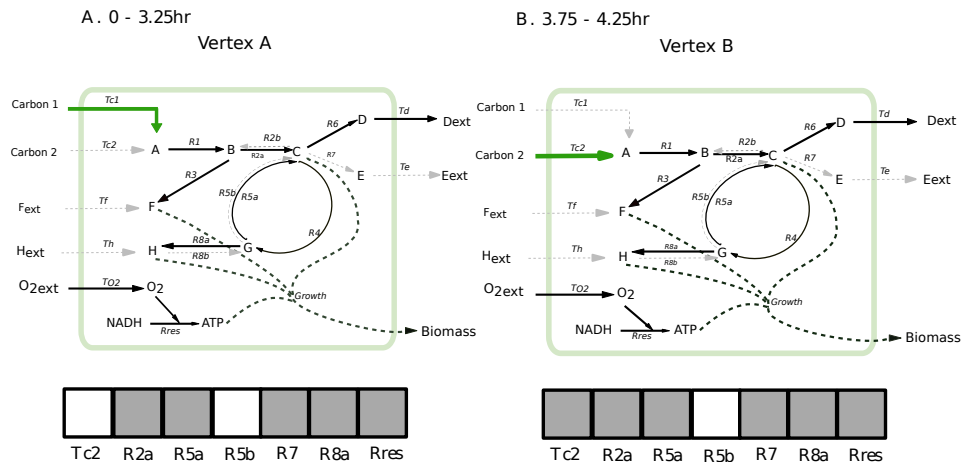 A. 0 - 3.25hr
Vertex A
Carbon 1
Tc1
Carbon 2
Tc2
A
R1
B
R2b
R2a
C
R6
D
Td
Dext
R7
E
Te
Eext
R3
R5b
R5a
Fext
Tf
F
R4
Hext
Th
H
R8a
R8b
G
O2ext
TO2
O2
Growth
NADH
Rres
ATP
Biomass
Tc2 R2a R5a R5b R7 R8a Rres
B. 3.75 - 4.25hr
Vertex B
Carbon 1
Tc1
Carbon 2
Tc2
A
R1
B
R2b
R2a
C
R6
D
Td
Dext
R7
E
Te
Eext
R3
R5b
R5a
Fext
Tf
F
R4
Hext
Th
H
R8a
R8b
G
O2ext
TO2
O2
Growth
NADH
Rres
ATP
Biomass
Tc2 R2a R5a R5b R7 R8a Rres